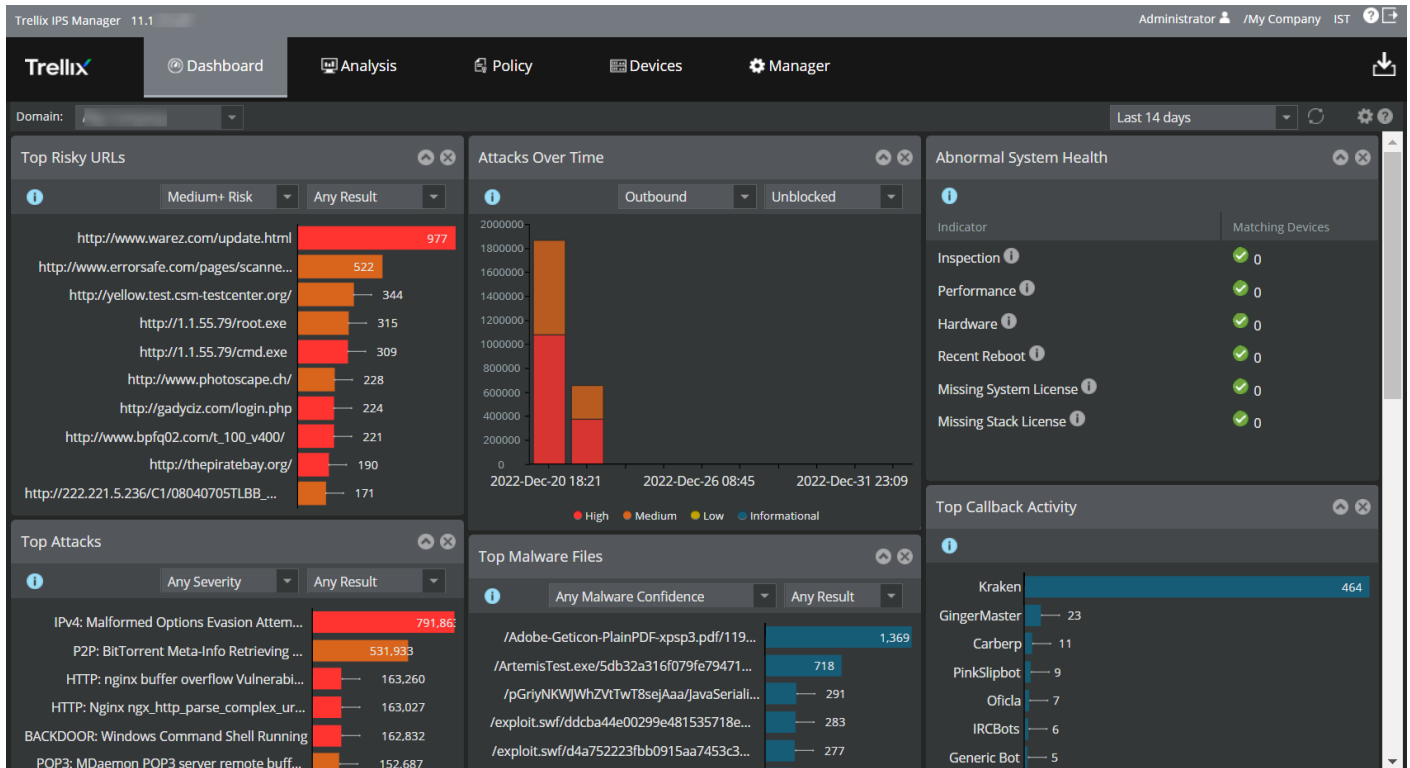 Trellix IPS Manager 11.1
Administrator /My Company IST
Trellix
Dashboard
Analysis
Policy
Devices
Manager
Domain:
Last 14 days
Top Risky URLs
Medium+ Risk Any Result
http://www.warez.com/update.html 977
http://www.errorsafe.com/pages/scanne... 522
http://yellow.test.csm-testcenter.org/ 344
http://1.1.55.79/root.exe 315
http://1.1.55.79/cmd.exe 309
http://www.photoscape.ch/ 228
http://gadyciz.com/login.php 224
http://www.bpfq02.com/t_100_v400/ 221
http://thepiratebay.org/ 190
http://222.221.5.236/C1/08040705TLBB_... 171
Top Attacks
Any Severity Any Result
IPv4: Malformed Options Evasion Attem... 791,863
P2P: BitTorrent Meta-Info Retrieving ... 531,933
HTTP: nginx buffer overflow Vulnerabi... 163,260
HTTP: Nginx ngx_http_parse_complex_ur... 163,027
BACKDOOR: Windows Command Shell Running 162,832
POP3: MDaemon POP3 server remote buff... 152,687
Attacks Over Time
Outbound Unblocked
2000000
1800000
1600000
1400000
1200000
1000000
800000
600000
400000
200000
0
2022-Dec-20 18:21 2022-Dec-26 08:45 2022-Dec-31 23:09
High Medium Low Informational
Top Malware Files
Any Malware Confidence Any Result
/Adobe-Geticon-PlainPDF-xpsp3.pdf/119... 1,369
/ArtemisTest.exe/5db32a316f079fe79471... 718
/pGriyNKWJWhZVtTwT8sejAaa/JavaSeriali... 291
/exploit.swf/ddcba44e00299e481535718e... 283
/exploit.swf/d4a752223fbb0915aa7453c3... 277
Abnormal System Health
Indicator Matching Devices
Inspection 0
Performance 0
Hardware 0
Recent Reboot 0
Missing System License 0
Missing Stack License 0
Top Callback Activity
Kraken 464
GingerMaster 23
Carberp 11
PinkSlipbot 9
Oficla 7
IRCBots 6
Generic Bot 5